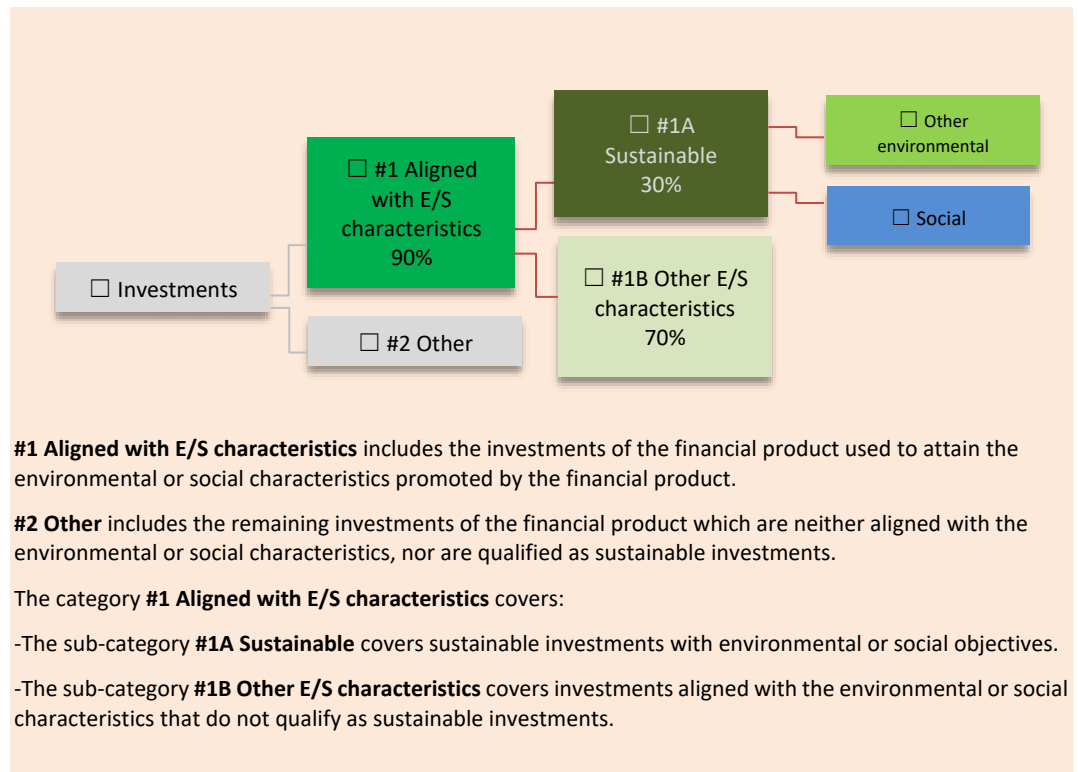 ☐ Investments
☐ #1 Aligned
with E/S
characteristics
90%
☐ #2 Other
☐ #1A
Sustainable
30%
☐ #1B Other E/S
characteristics
70%
☐ Other
environmental
☐ Social
#1 Aligned with E/S characteristics includes the investments of the financial product used to attain the
environmental or social characteristics promoted by the financial product.
#2 Other includes the remaining investments of the financial product which are neither aligned with the
environmental or social characteristics, nor are qualified as sustainable investments.
The category #1 Aligned with E/S characteristics covers:
-The sub-category #1A Sustainable covers sustainable investments with environmental or social objectives.
-The sub-category #1B Other E/S characteristics covers investments aligned with the environmental or social
characteristics that do not qualify as sustainable investments.